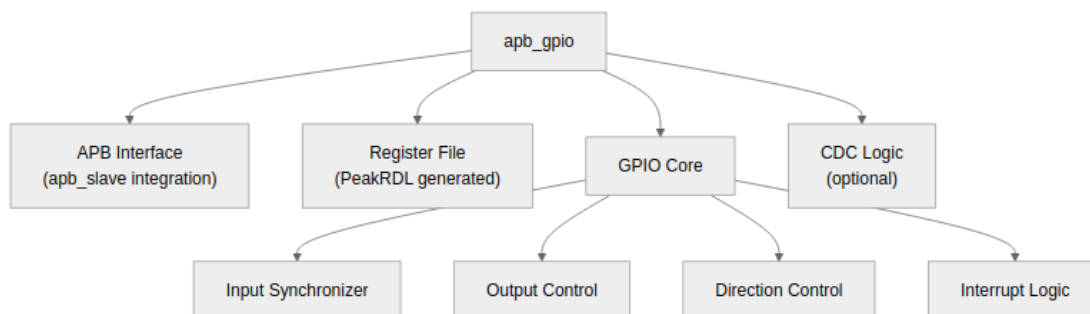 apb_gpio
APB Interface
(apb_slave integration)
Register File
(PeakRDL generated)
GPIO Core
CDC Logic
(optional)
Input Synchronizer
Output Control
Direction Control
Interrupt Logic